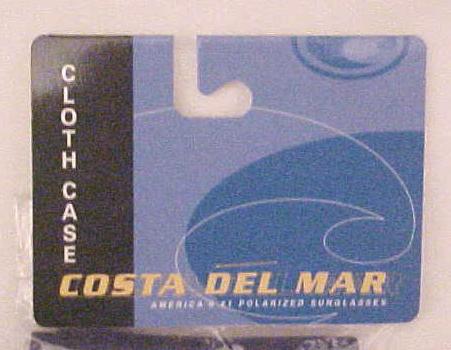 CLOTH CASE
COSTA DEL MAR
AMERICA'S #1 POLARIZED SUNGLASSES